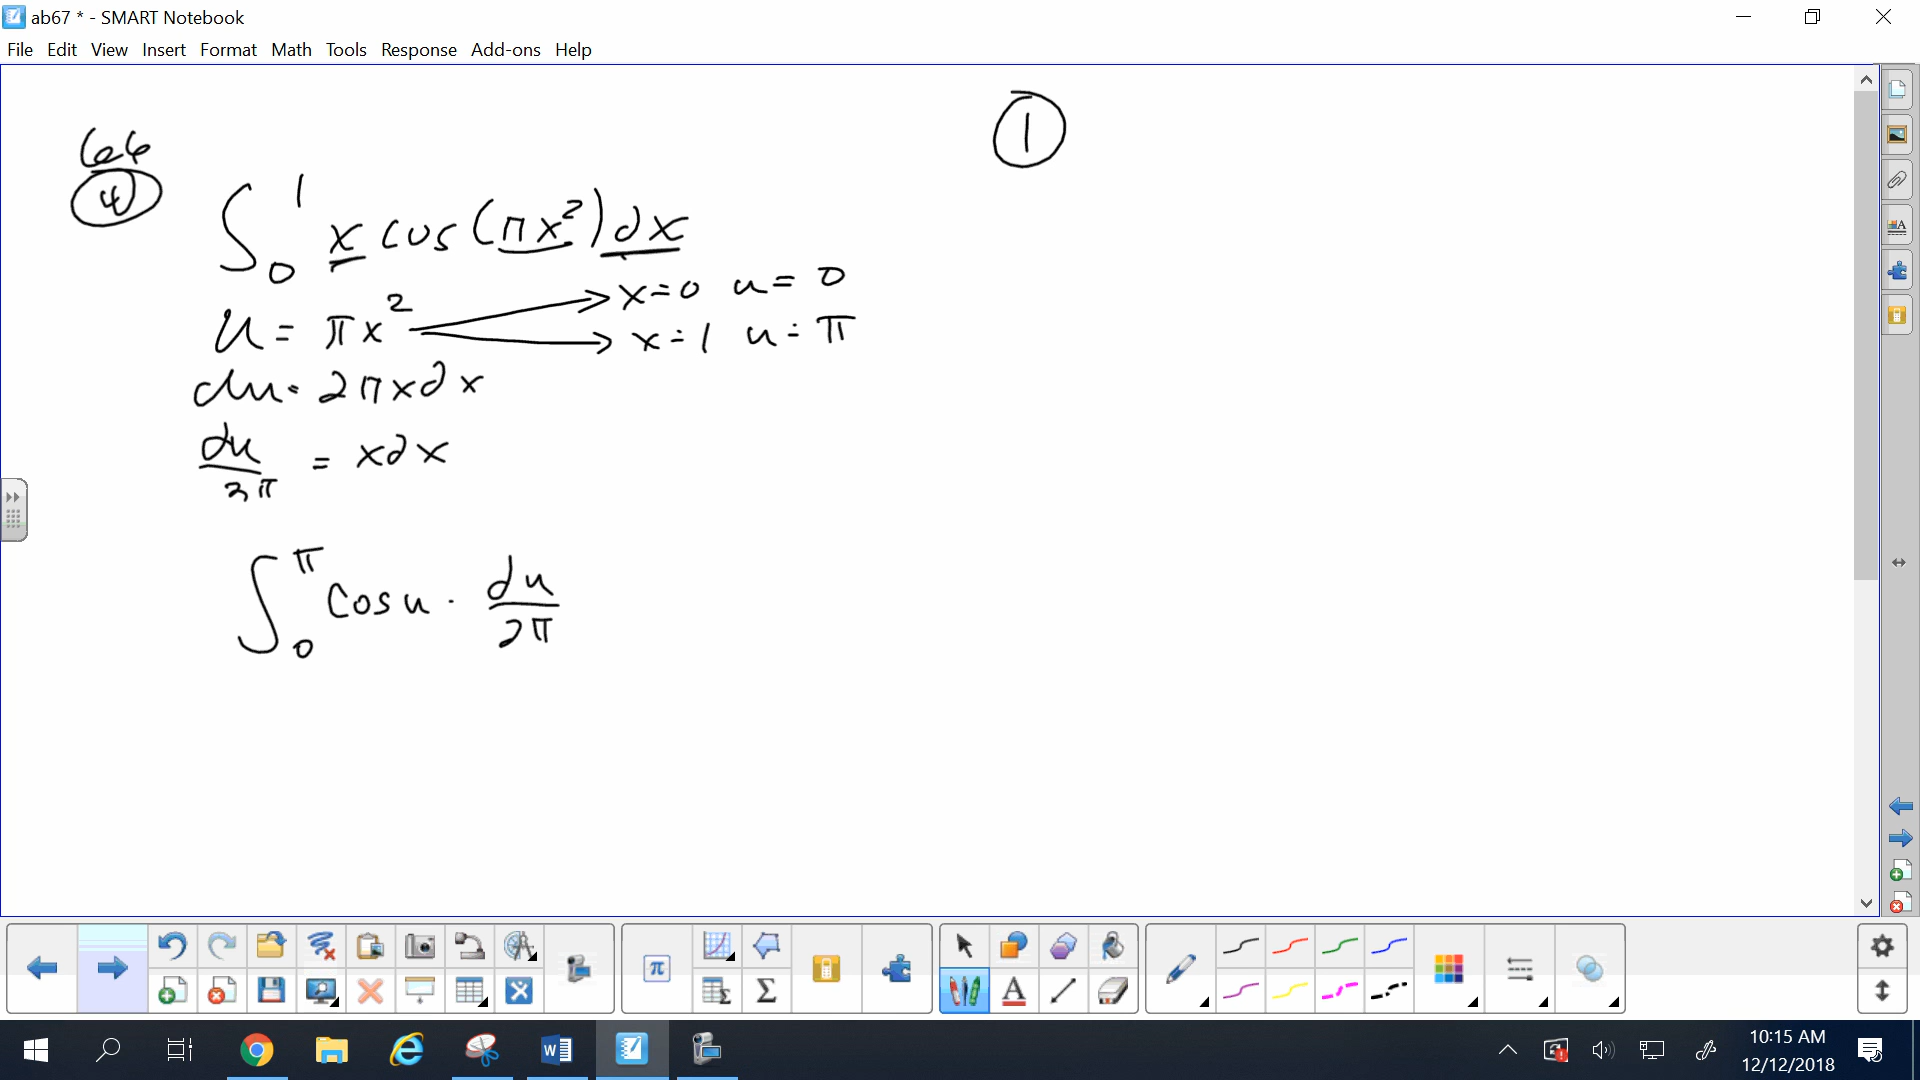 ab67 * - SMART Notebook
File Edit View Insert Format Math Tools Response Add-ons Help
66
④
①
∫₀¹ x cos(πx²) dx
u = πx² → x=0 u=0
→ x=1 u=π
du = 2πx dx
du/2π = x dx
∫₀^π cos u · du/2π
10:15 AM
12/12/2018